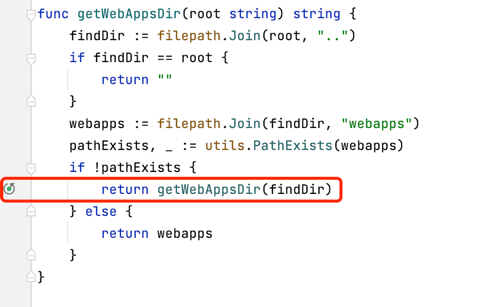 func getWebAppsDir(root string) string {
findDir := filepath.Join(root, "..")
if findDir == root {
return ""
}
webapps := filepath.Join(findDir, "webapps")
pathExists, _ := utils.PathExists(webapps)
if !pathExists {
return getWebAppsDir(findDir)
} else {
return webapps
}
}